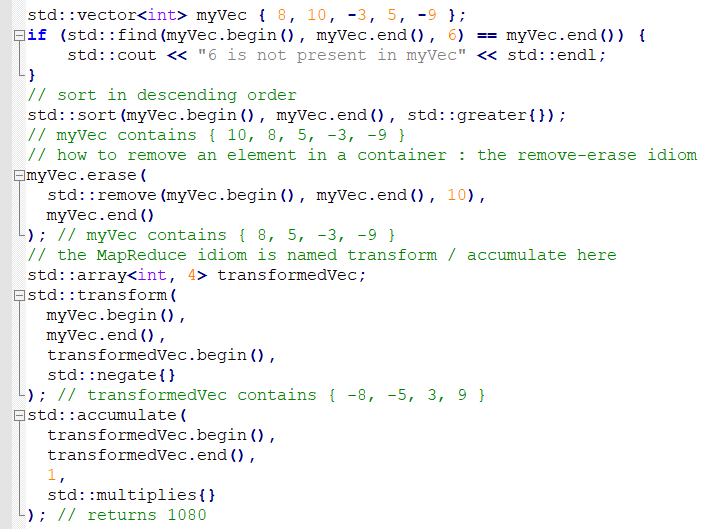 std::vector<int> myVec { 8, 10, -3, 5, -9 };
if (std::find(myVec.begin(), myVec.end(), 6) == myVec.end()) {
    std::cout << "6 is not present in myVec" << std::endl;
}
// sort in descending order
std::sort(myVec.begin(), myVec.end(), std::greater{});
// myVec contains { 10, 8, 5, -3, -9 }
// how to remove an element in a container : the remove-erase idiom
myVec.erase(
  std::remove(myVec.begin(), myVec.end(), 10),
  myVec.end()
); // myVec contains { 8, 5, -3, -9 }
// the MapReduce idiom is named transform / accumulate here
std::array<int, 4> transformedVec;
std::transform(
  myVec.begin(),
  myVec.end(),
  transformedVec.begin(),
  std::negate{}
); // transformedVec contains { -8, -5, 3, 9 }
std::accumulate(
  transformedVec.begin(),
  transformedVec.end(),
  1,
  std::multiplies{}
); // returns 1080